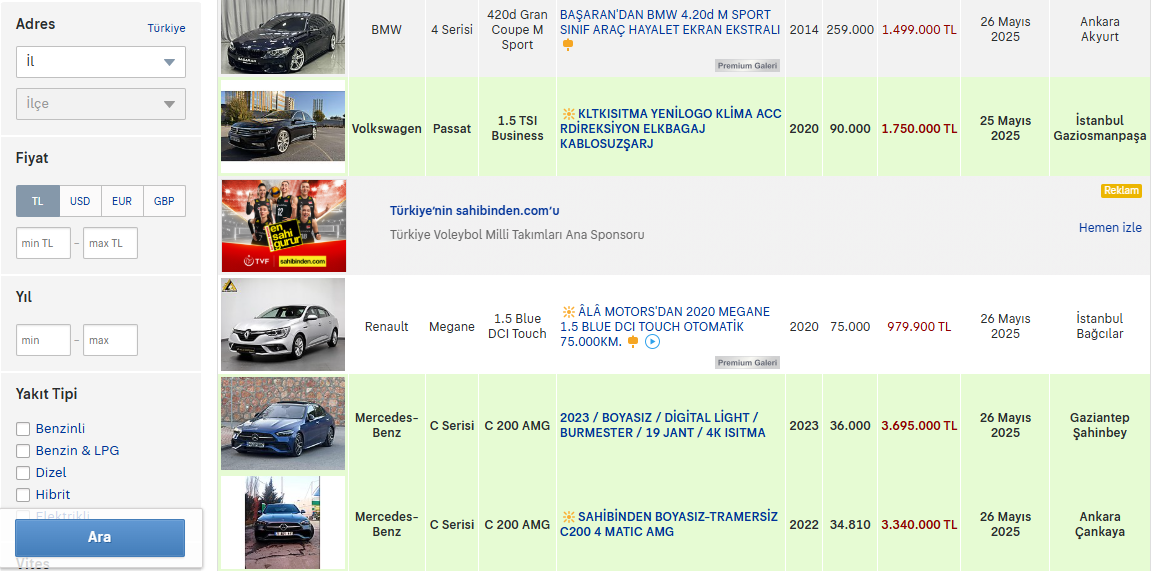 Adres
Türkiye
İl
İlçe
Fiyat
TL USD EUR GBP
min TL – max TL
Yıl
min – max
Yakıt Tipi
Benzinli
Benzin & LPG
Dizel
Hibrit
Elektrikli
Ara
Vites
BAŞARAN
BMW
4 Serisi
420d Gran
Coupe M
Sport
BAŞARAN'DAN BMW 4.20d M SPORT
SINIF ARAÇ HAYALET EKRAN EKSTRALI
Premium Galeri
2014
259.000
1.499.000 TL
26 Mayıs
2025
Ankara
Akyurt
Volkswagen
Passat
1.5 TSI
Business
KLTKISITMA YENİLOGO KLİMA ACC
RDİREKSİYON ELKBAGAJ
KABLOSUZŞARJ
2020
90.000
1.750.000 TL
25 Mayıs
2025
İstanbul
Gaziosmanpaşa
en
sahi
gurur
TVF
sahibinden.com
Türkiye'nin sahibinden.com'u
Türkiye Voleybol Milli Takımları Ana Sponsoru
Reklam
Hemen izle
Renault
Megane
1.5 Blue
DCI Touch
ÂLÂ MOTORS'DAN 2020 MEGANE
1.5 BLUE DCI TOUCH OTOMATİK
75.000KM.
Premium Galeri
2020
75.000
979.900 TL
26 Mayıs
2025
İstanbul
Bağcılar
Mercedes-
Benz
C Serisi
C 200 AMG
2023 / BOYASIZ / DİGİTAL LİGHT /
BURMESTER / 19 JANT / 4K ISITMA
2023
36.000
3.695.000 TL
26 Mayıs
2025
Gaziantep
Şahinbey
Mercedes-
Benz
C Serisi
C 200 AMG
SAHİBİNDEN BOYASIZ-TRAMERSİZ
C200 4 MATIC AMG
2022
34.810
3.340.000 TL
26 Mayıs
2025
Ankara
Çankaya